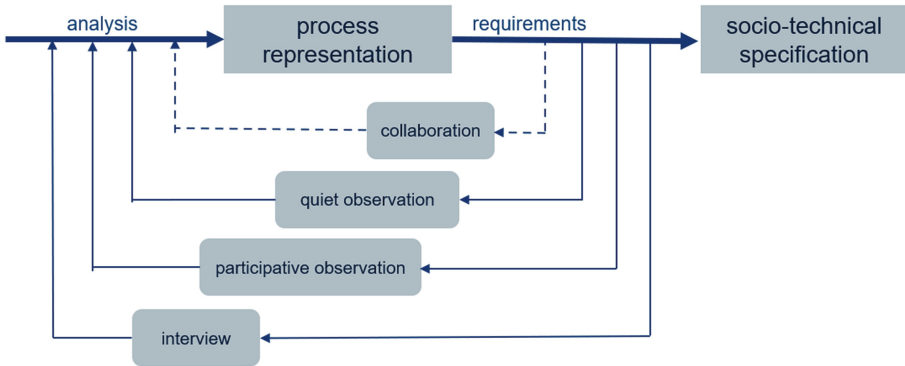 analysis
process
representation
requirements
socio-technical
specification
collaboration
quiet observation
participative observation
interview